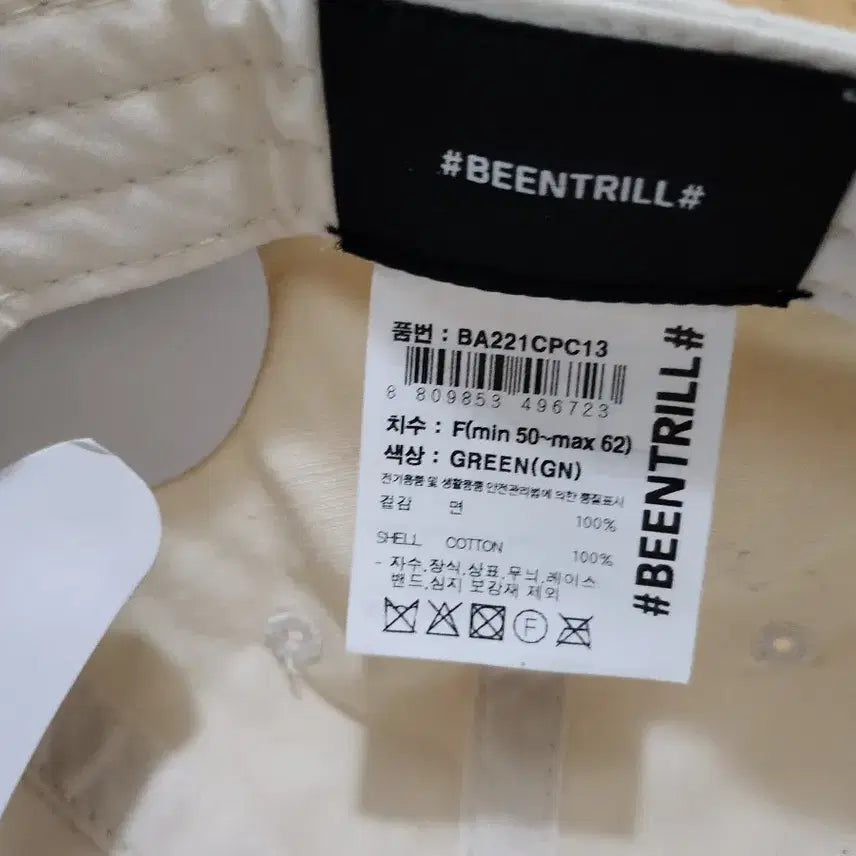 #BEENTRILL#
품번 : BA221CPC13
8 809853 496723
치수 : F(min 50~max 62)
색상 : GREEN(GN)
전기용품 및 생활용품 안전관리법에 의한 품질표시
겉감 면 100%
SHELL COTTON 100%
- 자수,장식,상표,무늬,레이스
밴드,심지 보강재 제외
F
#BEENTRILL#